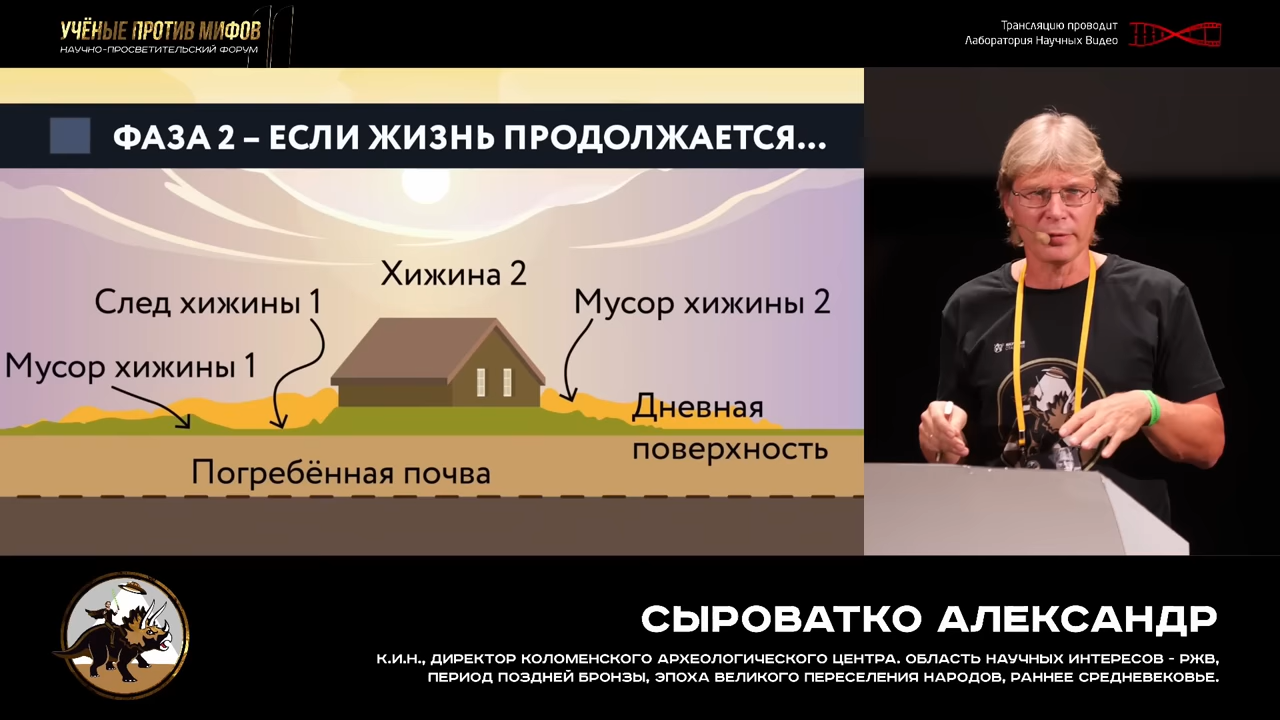 УЧЁНЫЕ ПРОТИВ МИФОВ
НАУЧНО-ПРОСВЕТИТЕЛЬСКИЙ ФОРУМ
11
Трансляцию проводит
Лаборатория Научных Видео
ФАЗА 2 – ЕСЛИ ЖИЗНЬ ПРОДОЛЖАЕТСЯ...
Хижина 2
След хижины 1
Мусор хижины 2
Мусор хижины 1
Дневная
поверхность
Погребённая почва
СЫРОВАТКО АЛЕКСАНДР
К.И.Н., ДИРЕКТОР КОЛОМЕНСКОГО АРХЕОЛОГИЧЕСКОГО ЦЕНТРА. ОБЛАСТЬ НАУЧНЫХ ИНТЕРЕСОВ - РЖВ,
ПЕРИОД ПОЗДНЕЙ БРОНЗЫ, ЭПОХА ВЕЛИКОГО ПЕРЕСЕЛЕНИЯ НАРОДОВ, РАННЕЕ СРЕДНЕВЕКОВЬЕ.